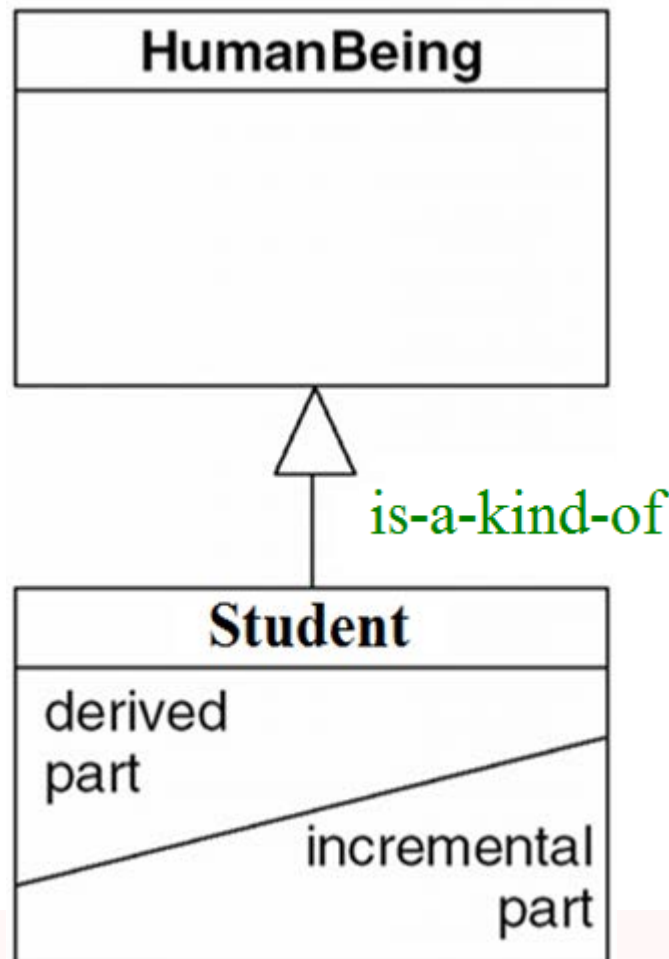 HumanBeing
is-a-kind-of
Student
derived
part
incremental
part